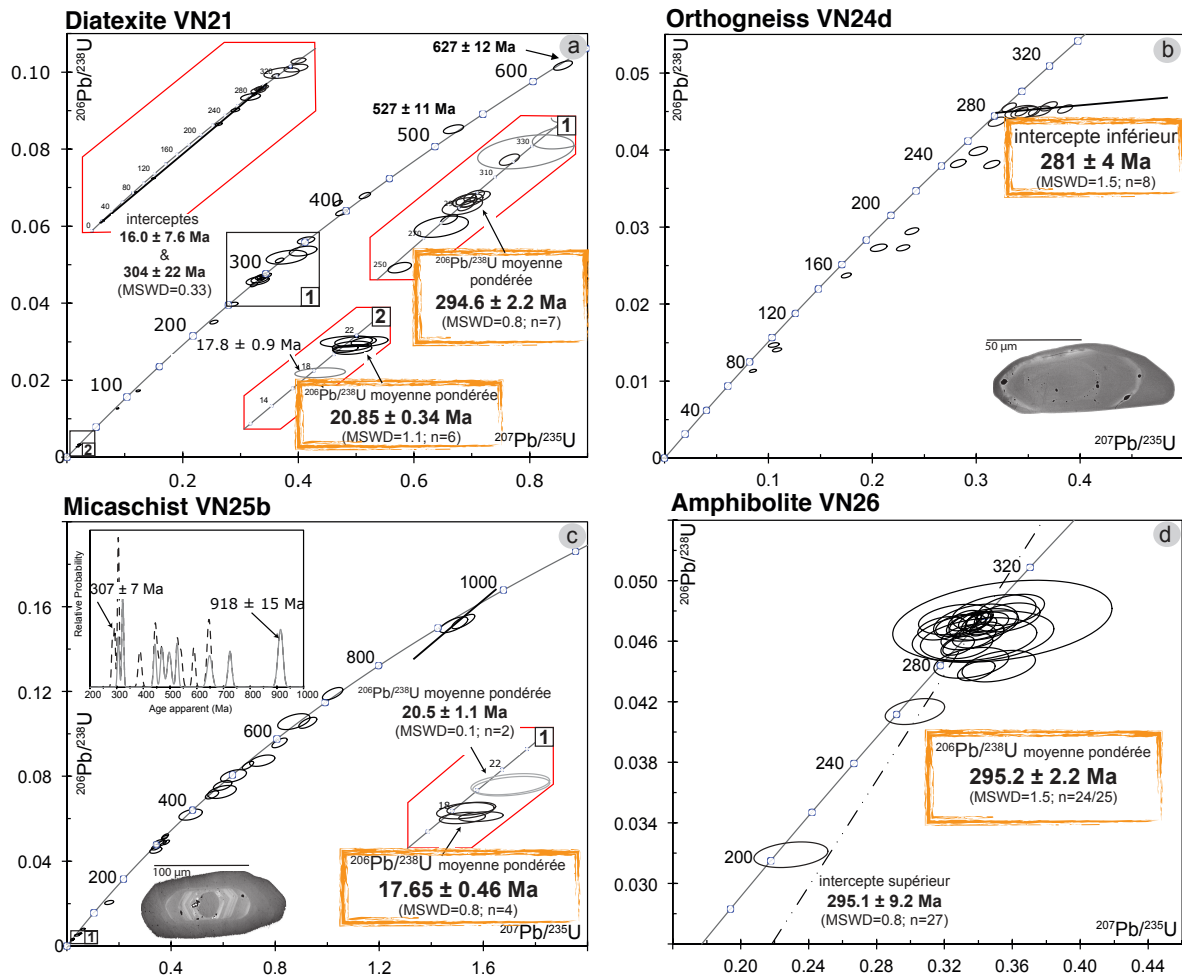 Diatexite VN21
a
206Pb/238U
0.10
0.08
0.06
0.04
0.02
0
0.2
0.4
0.6
0.8
207Pb/235U
100
200
300
400
500
600
627 ± 12 Ma
527 ± 11 Ma
0
40
80
120
160
200
240
280
320
interceptes
16.0 ± 7.6 Ma
&
304 ± 22 Ma
(MSWD=0.33)
1
1
250
270
290
310
330
206Pb/238U moyenne
pondérée
294.6 ± 2.2 Ma
(MSWD=0.8; n=7)
2
2
14
18
22
17.8 ± 0.9 Ma
206Pb/238U moyenne pondérée
20.85 ± 0.34 Ma
(MSWD=1.1; n=6)
Orthogneiss VN24d
b
206Pb/238U
0.05
0.04
0.03
0.02
0.01
0
0.1
0.2
0.3
0.4
207Pb/235U
40
80
120
160
200
240
280
320
intercepte inférieur
281 ± 4 Ma
(MSWD=1.5; n=8)
50 µm
Micaschist VN25b
c
206Pb/238U
0.16
0.12
0.08
0.04
0
0.4
0.8
1.2
1.6
207Pb/235U
200
400
600
800
1000
Relative Probability
307 ± 7 Ma
918 ± 15 Ma
200 300 400 500 600 700 800 900 1000
Age apparent (Ma)
206Pb/238U moyenne pondérée
20.5 ± 1.1 Ma
(MSWD=0.1; n=2)
1
1
18
22
206Pb/238U moyenne pondérée
17.65 ± 0.46 Ma
(MSWD=0.8; n=4)
100 µm
Amphibolite VN26
d
206Pb/238U
0.050
0.046
0.042
0.038
0.034
0.030
0.20
0.24
0.28
0.32
0.36
0.40
0.44
207Pb/235U
200
240
280
320
206Pb/238U moyenne pondérée
295.2 ± 2.2 Ma
(MSWD=1.5; n=24/25)
intercepte supérieur
295.1 ± 9.2 Ma
(MSWD=0.8; n=27)